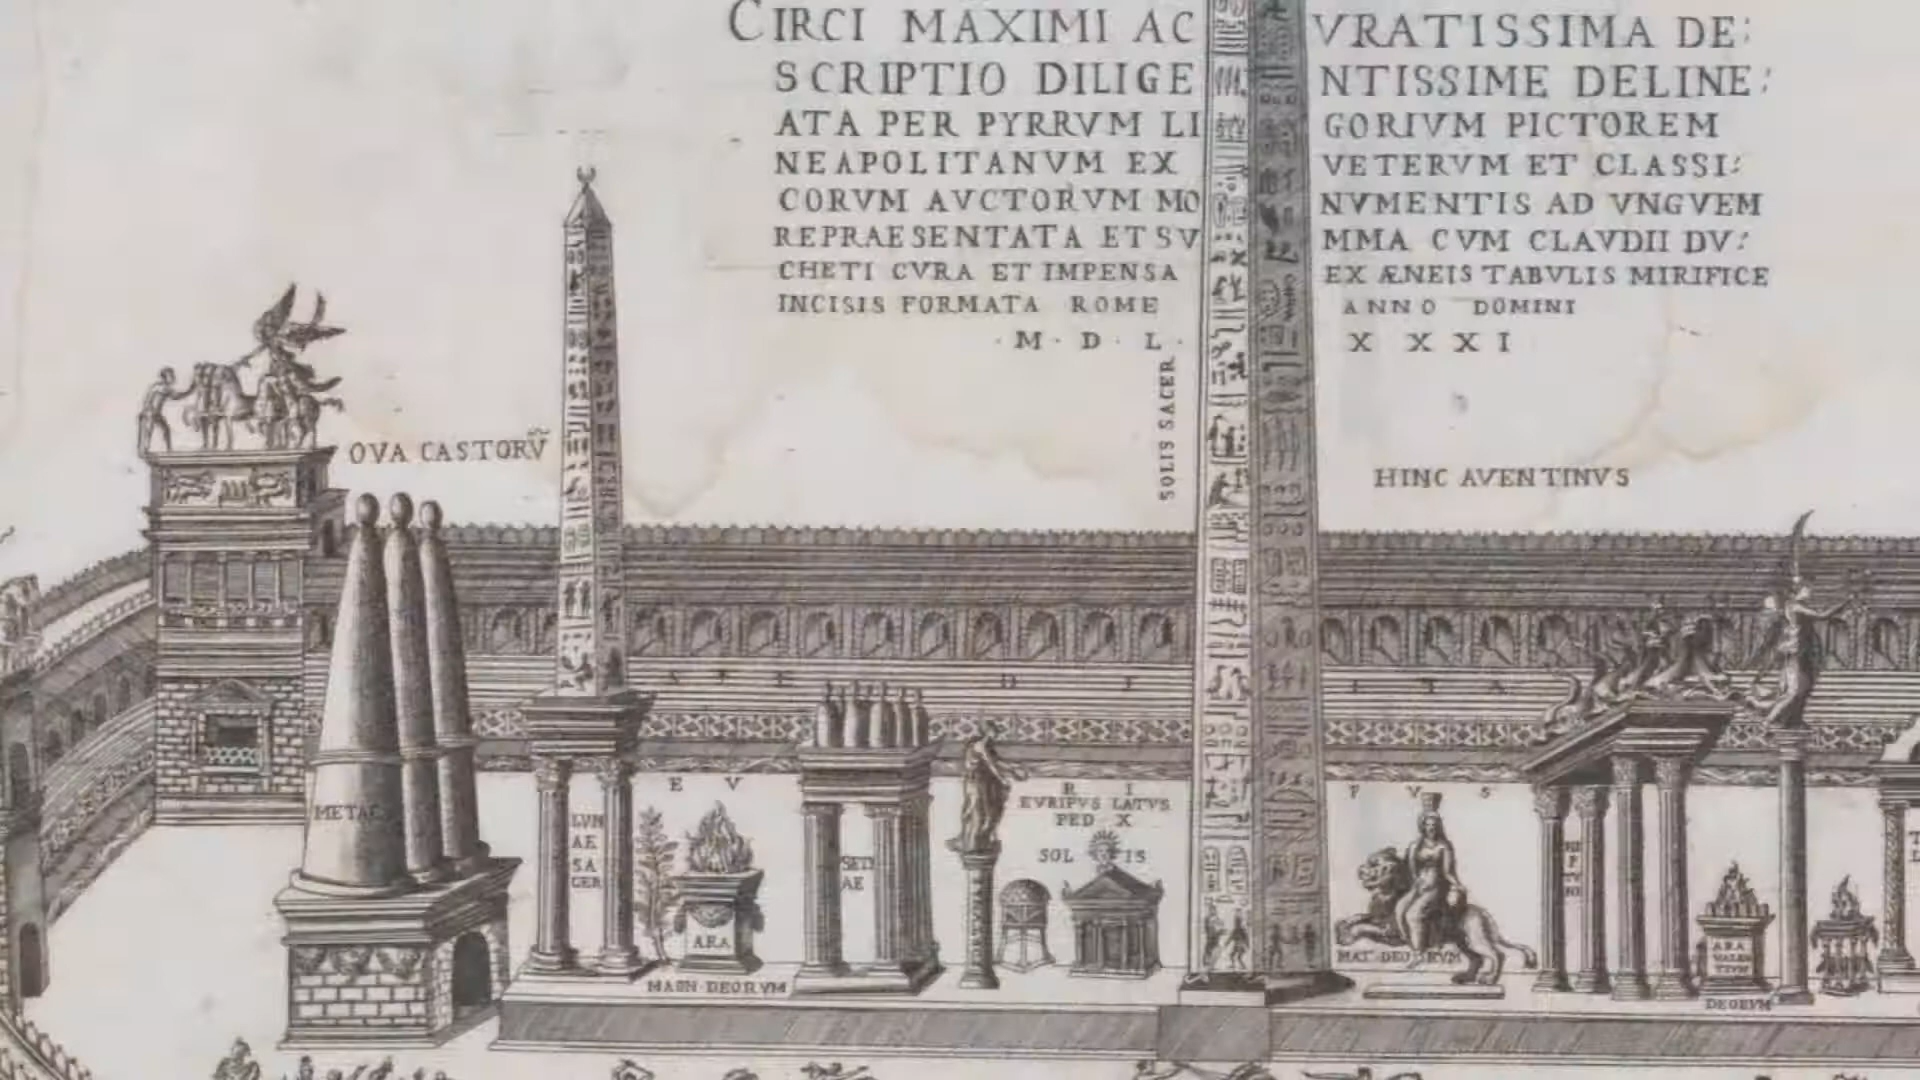 CIRCI MAXIMI AC VRATISSIMA DE:
SCRIPTIO DILIGE NTISSIME DELINE:
ATA PER PYRRVM LI GORIVM PICTOREM
NEAPOLITANVM EX VETERVM ET CLASSI:
CORVM AVCTORVM MO NVMENTIS AD VNGVEM
REPRAESENTATA ET SV MMA CVM CLAVDII DV:
CHETI CVRA ET IMPENSA EX ÆNEIS TABVLIS MIRIFICE
INCISIS FORMATA ROME ANNO DOMINI
·M·D·L· XXXI
SOLIS SACER
OVA CASTORV̄
HINC AVENTINVS
E V R I P V S
EVRIPVS LATVS
PED X
METAE
LVN
AE
SA
CER
SOL IS
ARA
MAGN·DEORVM
MAT·DEORVM
ARA
DEORVM